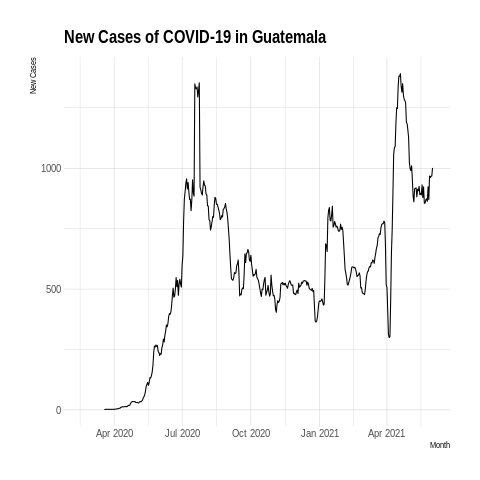 New Cases of COVID-19 in Guatemala
New Cases
1000
500
0
Apr 2020 Jul 2020 Oct 2020 Jan 2021 Apr 2021
Month